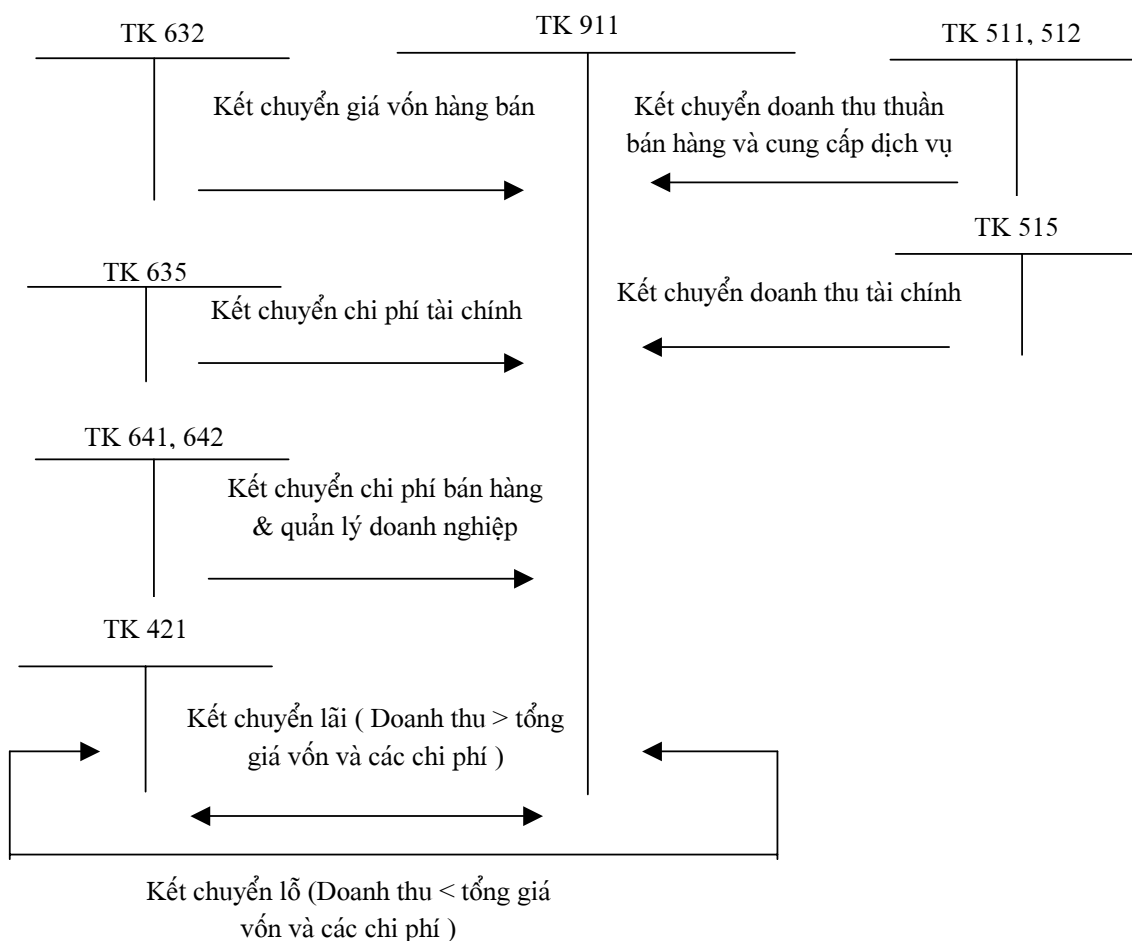 TK 632
TK 911
TK 511, 512
Kết chuyển giá vốn hàng bán
Kết chuyển doanh thu thuần
bán hàng và cung cấp dịch vụ
TK 515
TK 635
Kết chuyển chi phí tài chính
Kết chuyển doanh thu tài chính
TK 641, 642
Kết chuyển chi phí bán hàng
& quản lý doanh nghiệp
TK 421
Kết chuyển lãi ( Doanh thu > tổng
giá vốn và các chi phí )
Kết chuyển lỗ (Doanh thu < tổng giá
vốn và các chi phí )